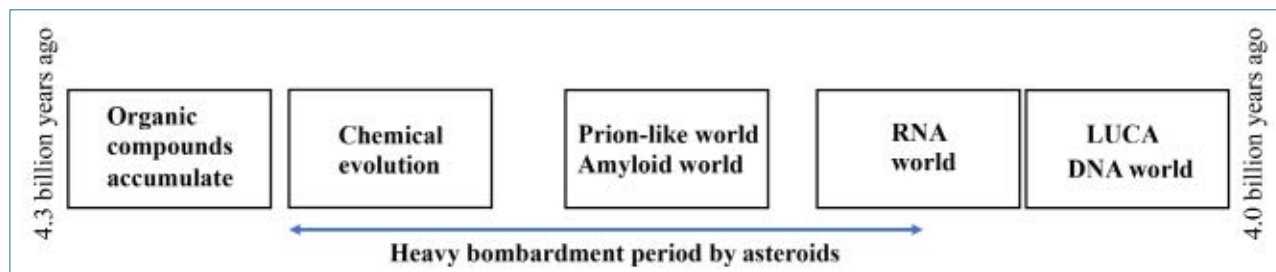 4.3 billion years ago
Organic
compounds
accumulate
Chemical
evolution
Prion-like world
Amyloid world
RNA
world
LUCA
DNA world
4.0 billion years ago
Heavy bombardment period by asteroids